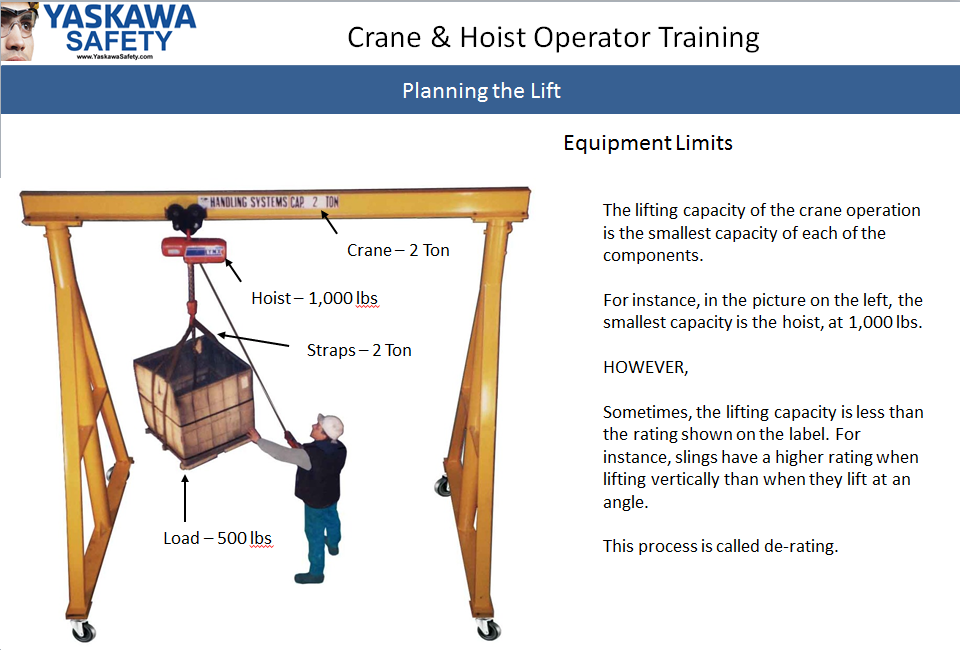 YASKAWA
SAFETY
www.YaskawaSafety.com
Crane & Hoist Operator Training
Planning the Lift
Equipment Limits
HANDLING SYSTEMS CAP. 2 TON
Crane – 2 Ton
Hoist – 1,000 lbs
Straps – 2 Ton
Load – 500 lbs
The lifting capacity of the crane operation
is the smallest capacity of each of the
components.
For instance, in the picture on the left, the
smallest capacity is the hoist, at 1,000 lbs.
HOWEVER,
Sometimes, the lifting capacity is less than
the rating shown on the label. For
instance, slings have a higher rating when
lifting vertically than when they lift at an
angle.
This process is called de-rating.